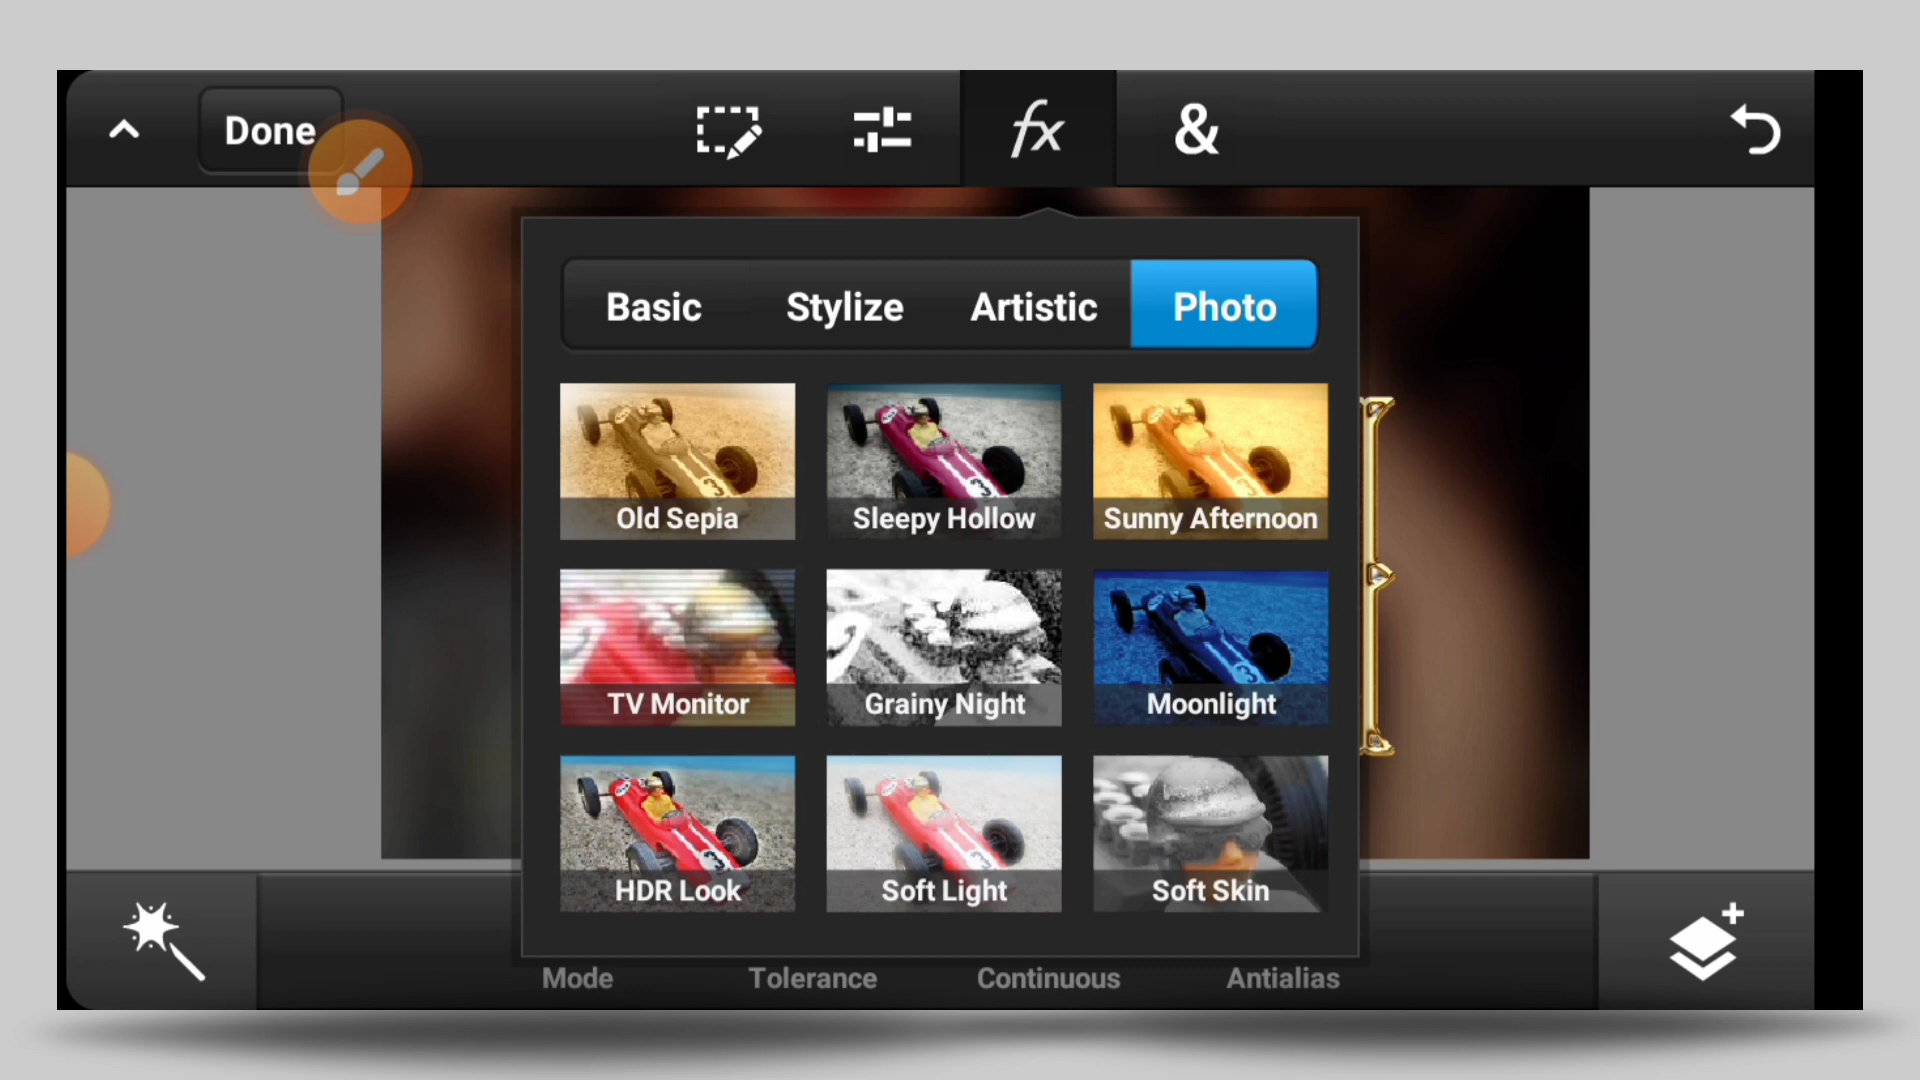 Done
fx
&
Basic Stylize Artistic Photo
Old Sepia Sleepy Hollow Sunny Afternoon
TV Monitor Grainy Night Moonlight
HDR Look Soft Light Soft Skin
Mode Tolerance Continuous Antialias